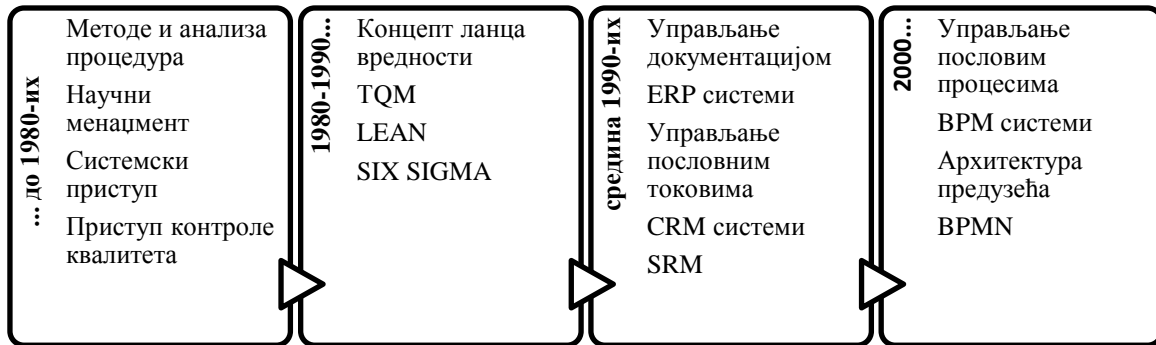 ... до 1980-их
Методе и анализа
процедура
Научни
менаџмент
Системски
приступ
Приступ контроле
квалитета
1980-1990...
Концепт ланца
вредности
TQM
LEAN
SIX SIGMA
средина 1990-их
Управљање
документацијом
ERP системи
Управљање
пословним
токовима
CRM системи
SRM
2000...
Управљање
пословим
процесима
BPM системи
Архитектура
предузећа
BPMN